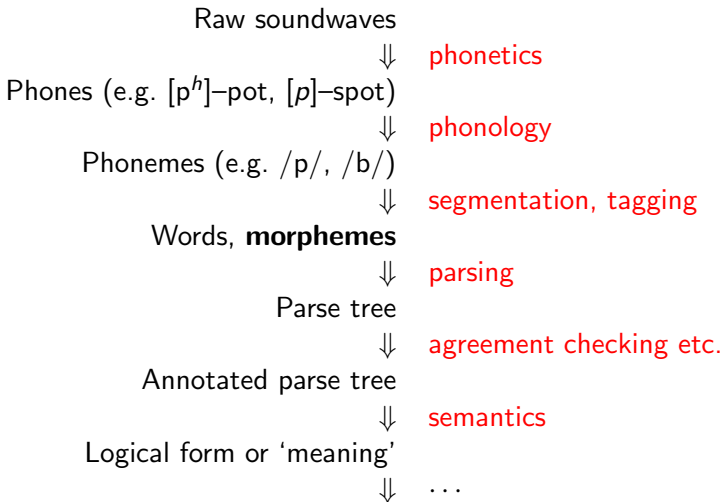 Raw soundwaves
⇓ phonetics
Phones (e.g. [pʰ]–pot, [p]–spot)
⇓ phonology
Phonemes (e.g. /p/, /b/)
⇓ segmentation, tagging
Words, morphemes
⇓ parsing
Parse tree
⇓ agreement checking etc.
Annotated parse tree
⇓ semantics
Logical form or ‘meaning’
⇓ . . .